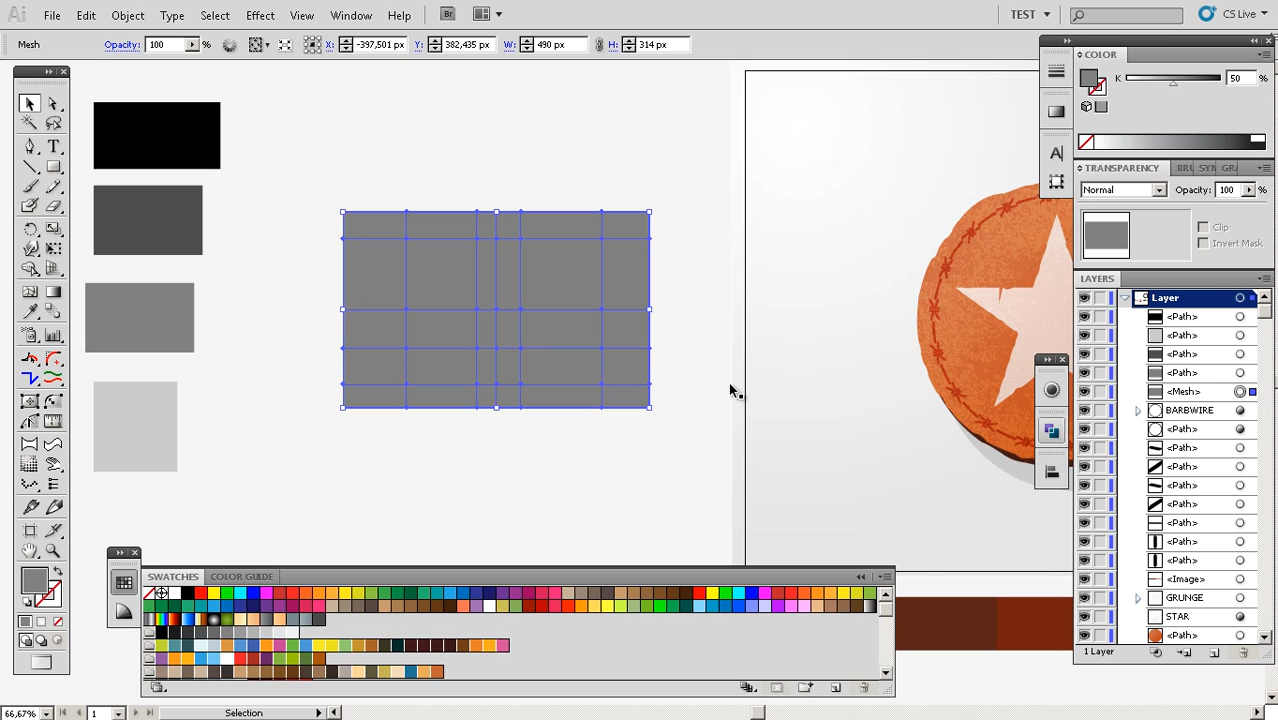 Ai File Edit Object Type Select Effect View Window Help Br TEST CS Live
Mesh Opacity: 100 % X: -397,501 px Y: 382,435 px W: 490 px H: 314 px
COLOR
K 50 %
TRANSPARENCY BRU SYM GRA
Normal Opacity: 100 %
Clip
Invert Mask
LAYERS
Layer
<Path>
<Path>
<Path>
<Path>
<Mesh>
BARBWIRE
<Path>
<Path>
<Path>
<Path>
<Path>
<Path>
<Path>
<Path>
<Image>
GRUNGE
STAR
<Path>
1 Layer
SWATCHES COLOR GUIDE
66,67% 1 Selection